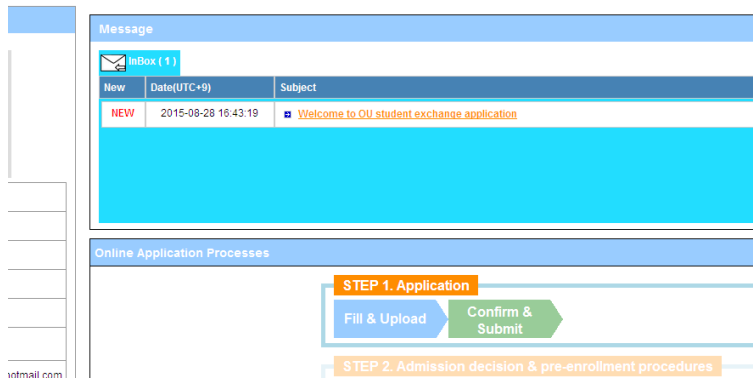 Message
InBox ( 1 )
New Date(UTC+9) Subject
NEW 2015-08-28 16:43:19 Welcome to OU student exchange application
Online Application Processes
STEP 1. Application
Fill & Upload
Confirm &
Submit
STEP 2. Admission decision & pre-enrollment procedures
hotmail.com